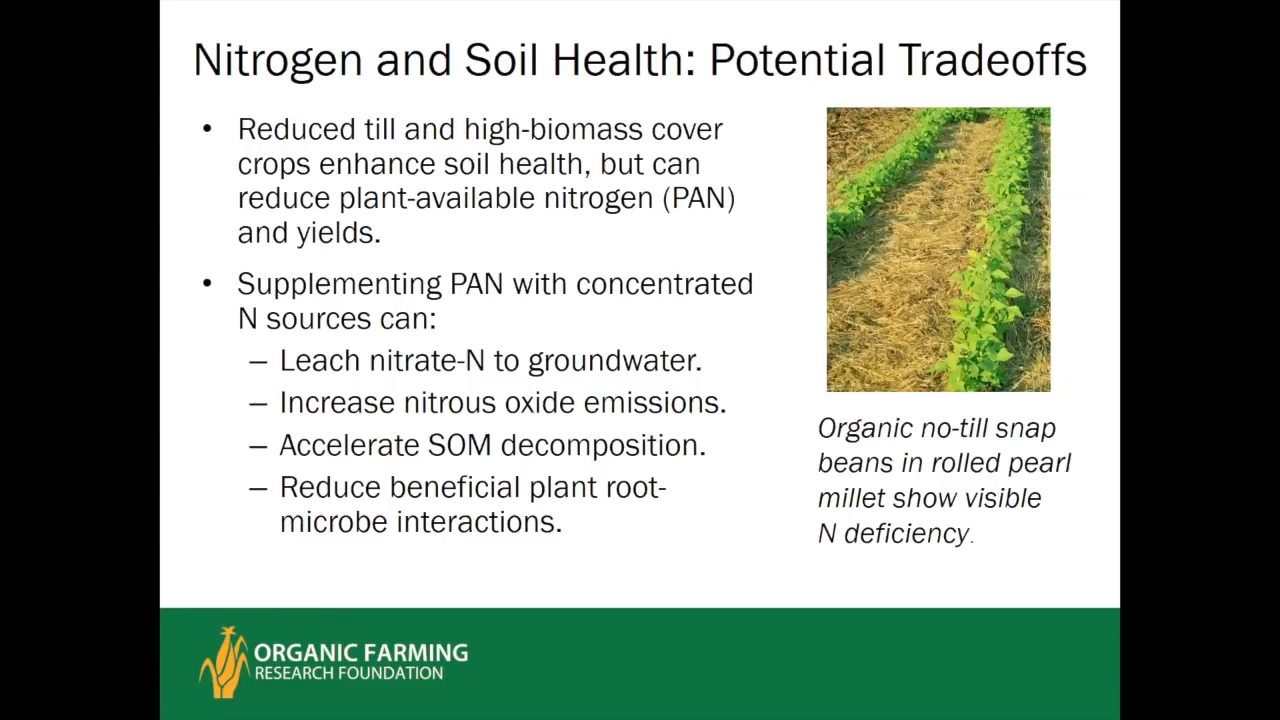 Nitrogen and Soil Health: Potential Tradeoffs
• Reduced till and high-biomass cover
crops enhance soil health, but can
reduce plant-available nitrogen (PAN)
and yields.
• Supplementing PAN with concentrated
N sources can:
– Leach nitrate-N to groundwater.
– Increase nitrous oxide emissions.
– Accelerate SOM decomposition.
– Reduce beneficial plant root-
microbe interactions.
Organic no-till snap
beans in rolled pearl
millet show visible
N deficiency.
ORGANIC FARMING
RESEARCH FOUNDATION